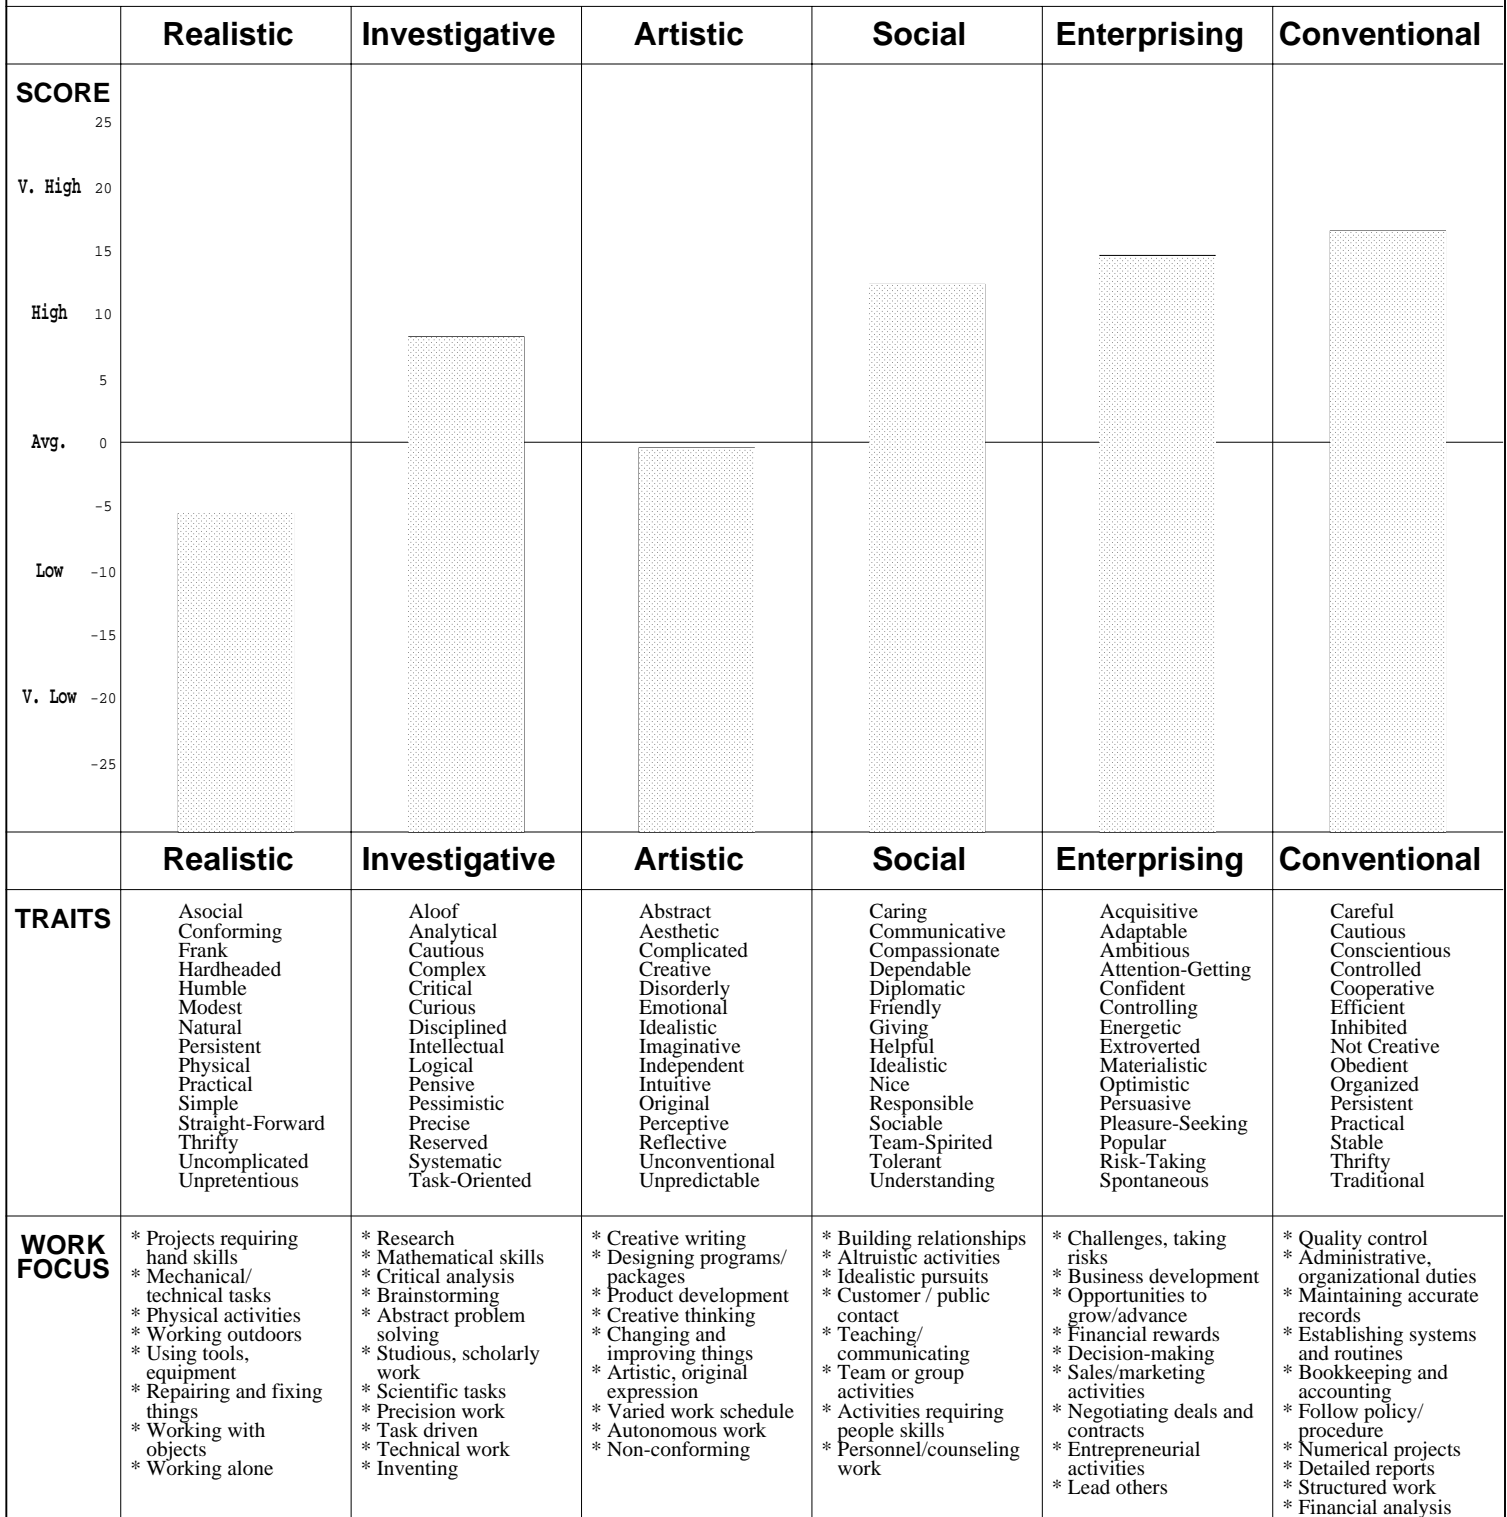 Realistic Investigative Artistic Social Enterprising Conventional
SCORE
25
V. High 20
15
High 10
5
Avg. 0
-5
Low -10
-15
V. Low -20
-25
Realistic Investigative Artistic Social Enterprising Conventional
TRAITS
Asocial
Conforming
Frank
Hardheaded
Humble
Modest
Natural
Persistent
Physical
Practical
Simple
Straight-Forward
Thrifty
Uncomplicated
Unpretentious
Aloof
Analytical
Cautious
Complex
Critical
Curious
Disciplined
Intellectual
Logical
Pensive
Pessimistic
Precise
Reserved
Systematic
Task-Oriented
Abstract
Aesthetic
Complicated
Creative
Disorderly
Emotional
Idealistic
Imaginative
Independent
Intuitive
Original
Perceptive
Reflective
Unconventional
Unpredictable
Caring
Communicative
Compassionate
Dependable
Diplomatic
Friendly
Giving
Helpful
Idealistic
Nice
Responsible
Sociable
Team-Spirited
Tolerant
Understanding
Acquisitive
Adaptable
Ambitious
Attention-Getting
Confident
Controlling
Energetic
Extroverted
Materialistic
Optimistic
Persuasive
Pleasure-Seeking
Popular
Risk-Taking
Spontaneous
Careful
Cautious
Conscientious
Controlled
Cooperative
Efficient
Inhibited
Not Creative
Obedient
Organized
Persistent
Practical
Stable
Thrifty
Traditional
WORK
FOCUS
* Projects requiring
hand skills
* Mechanical/
technical tasks
* Physical activities
* Working outdoors
* Using tools,
equipment
* Repairing and fixing
things
* Working with
objects
* Working alone
* Research
* Mathematical skills
* Critical analysis
* Brainstorming
* Abstract problem
solving
* Studious, scholarly
work
* Scientific tasks
* Precision work
* Task driven
* Technical work
* Inventing
* Creative writing
* Designing programs/
packages
* Product development
* Creative thinking
* Changing and
improving things
* Artistic, original
expression
* Varied work schedule
* Autonomous work
* Non-conforming
* Building relationships
* Altruistic activities
* Idealistic pursuits
* Customer / public
contact
* Teaching/
communicating
* Team or group
activities
* Activities requiring
people skills
* Personnel/counseling
work
* Challenges, taking
risks
* Business development
* Opportunities to
grow/advance
* Financial rewards
* Decision-making
* Sales/marketing
activities
* Negotiating deals and
contracts
* Entrepreneurial
activities
* Lead others
* Quality control
* Administrative,
organizational duties
* Maintaining accurate
records
* Establishing systems
and routines
* Bookkeeping and
accounting
* Follow policy/
procedure
* Numerical projects
* Detailed reports
* Structured work
* Financial analysis